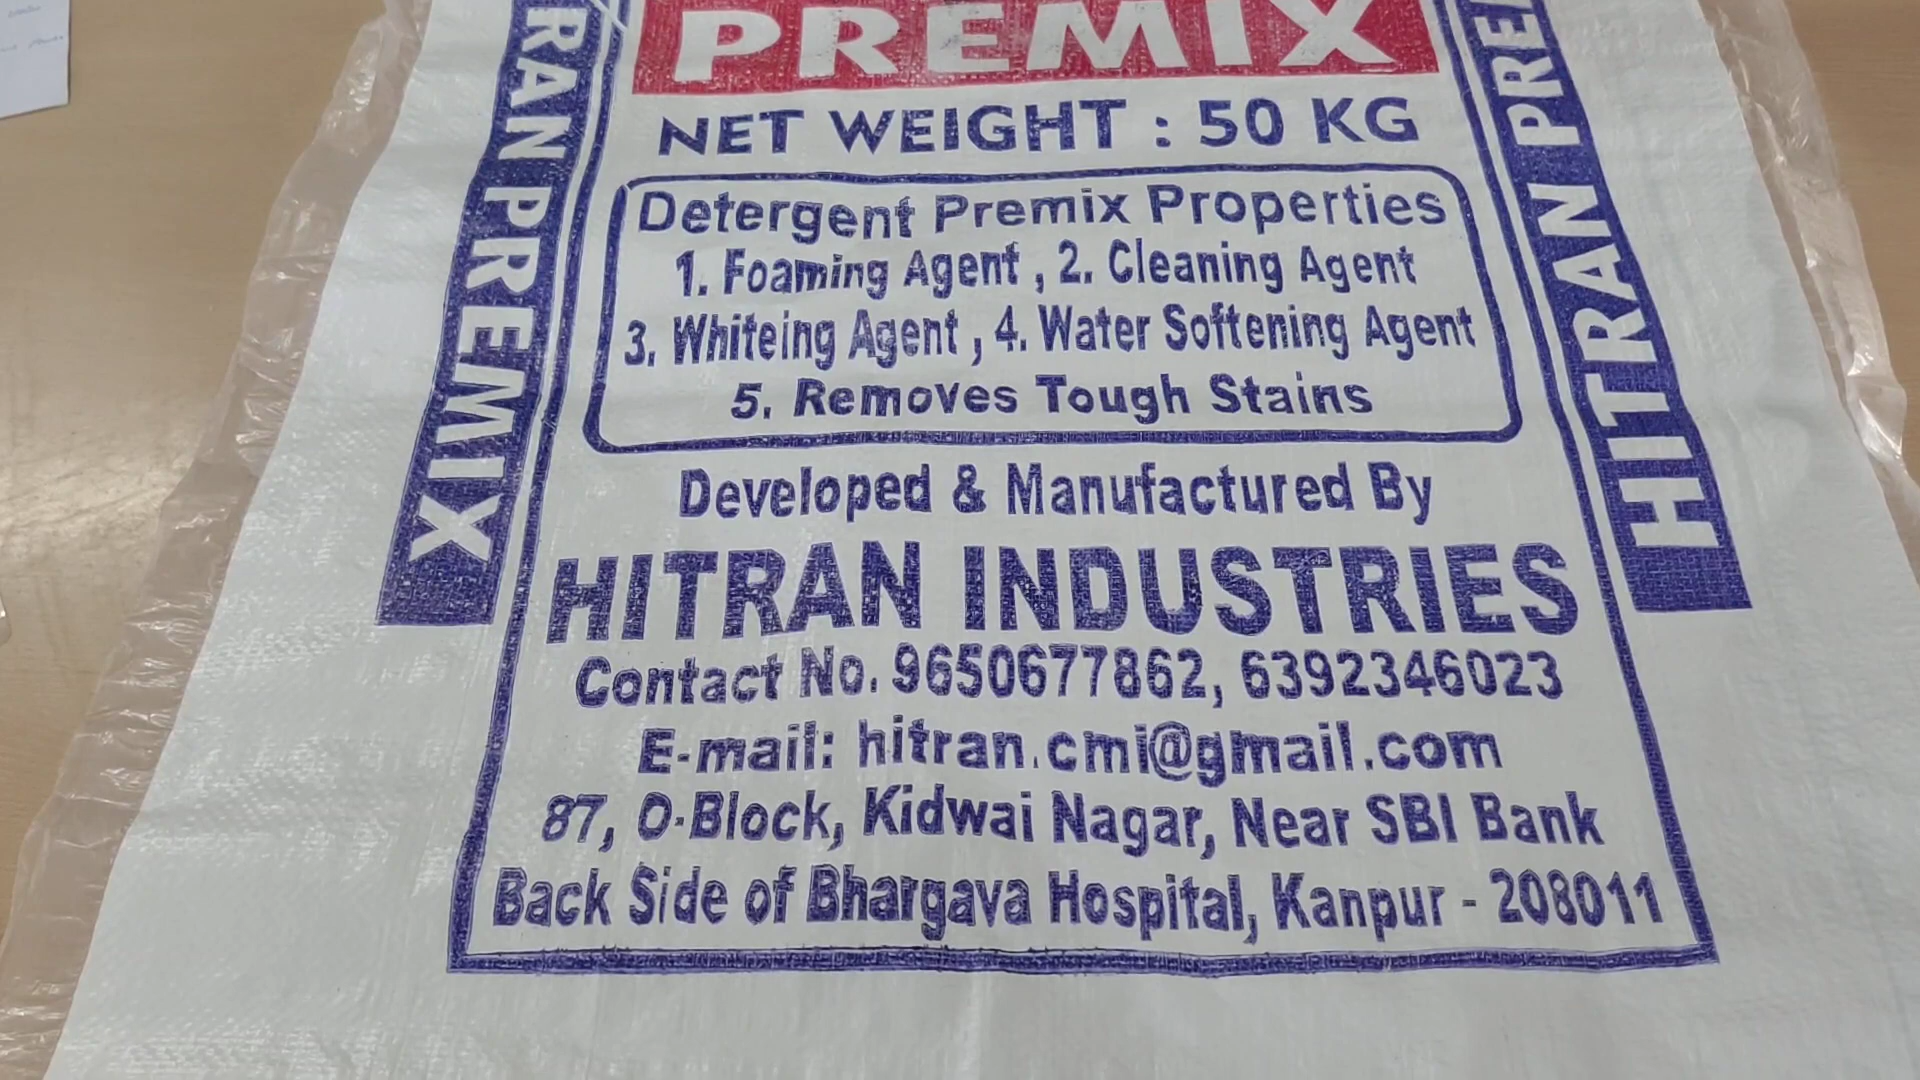 PREMIX
NET WEIGHT : 50 KG
Detergent Premix Properties
1. Foaming Agent , 2. Cleaning Agent
3. Whiteing Agent , 4. Water Softening Agent
5. Removes Tough Stains
Developed & Manufactured By
HITRAN INDUSTRIES
Contact No. 9650677862, 6392346023
E-mail: hitran.cmi@gmail.com
87, O-Block, Kidwai Nagar, Near SBI Bank
Back Side of Bhargava Hospital, Kanpur - 208011
RAN PREMIX
HITRAN PRE